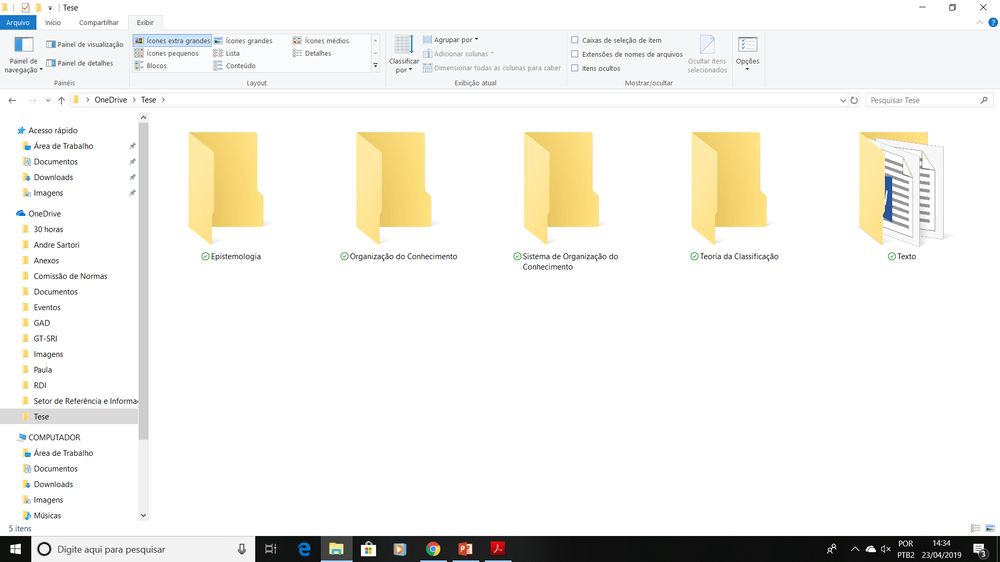 Tese
Arquivo Início Compartilhar Exibir
Painel de navegação
Painel de visualização
Painel de detalhes
Painéis
Ícones extra grandes Ícones grandes Ícones médios
Ícones pequenos Lista Detalhes
Blocos Conteúdo
Layout
Classificar por
Agrupar por
Adicionar colunas
Dimensionar todas as colunas para caber
Exibição atual
Caixas de seleção de item
Extensões de nomes de arquivos
Itens ocultos
Ocultar itens selecionados
Mostrar/ocultar
Opções
OneDrive Tese
Pesquisar Tese
Acesso rápido
Área de Trabalho
Documentos
Downloads
Imagens
OneDrive
30 horas
Andre Sartori
Anexos
Comissão de Normas
Documentos
Eventos
GAD
GT-SRI
Imagens
Paula
RDI
Setor de Referência e Informa
Tese
COMPUTADOR
Área de Trabalho
Documentos
Downloads
Imagens
Músicas
Epistemologia
Organização do Conhecimento
Sistema de Organização do
Conhecimento
Teoria da Classificação
Texto
5 itens
Digite aqui para pesquisar
POR
PTB2
14:34
23/04/2019
3